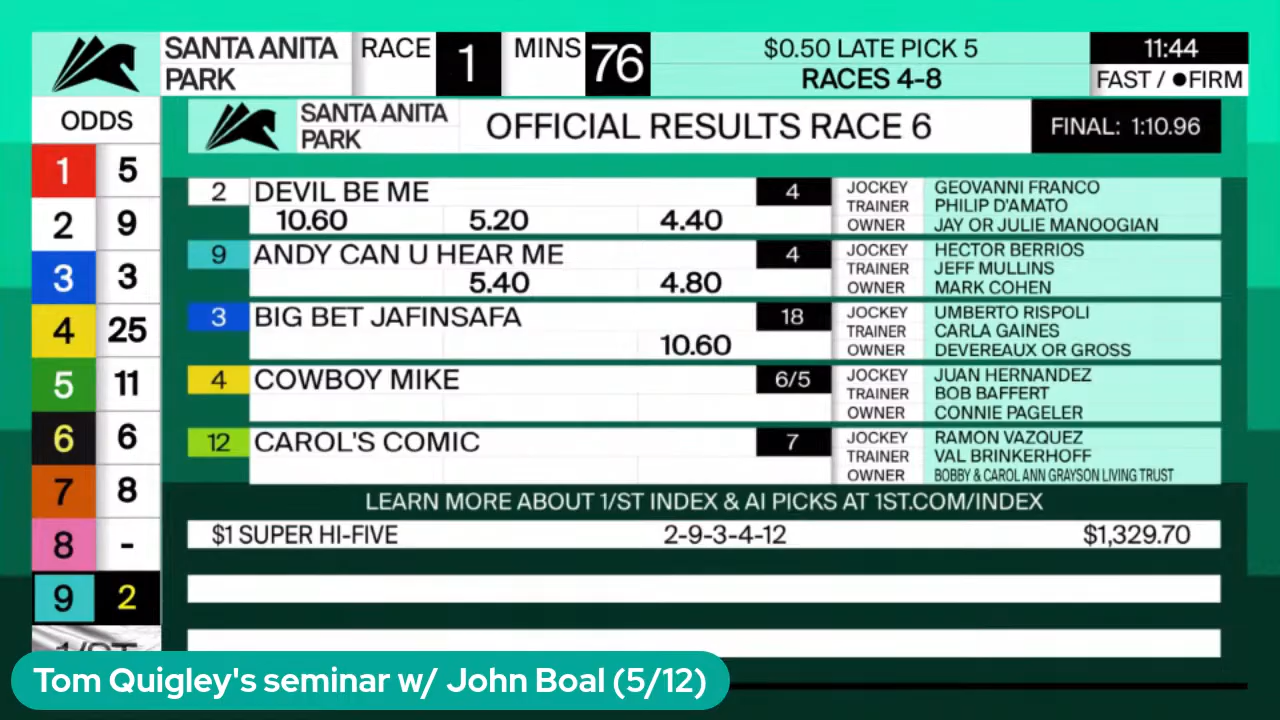 SANTA ANITA PARK RACE 1 MINS 76 $0.50 LATE PICK 5 RACES 4-8 11:44 FAST / ●FIRM
ODDS
1 5
2 9
3 3
4 25
5 11
6 6
7 8
8 -
9 2
SANTA ANITA PARK OFFICIAL RESULTS RACE 6 FINAL: 1:10.96
2 DEVIL BE ME 4
10.60 5.20 4.40
JOCKEY GEOVANNI FRANCO
TRAINER PHILIP D'AMATO
OWNER JAY OR JULIE MANOOGIAN
9 ANDY CAN U HEAR ME 4
5.40 4.80
JOCKEY HECTOR BERRIOS
TRAINER JEFF MULLINS
OWNER MARK COHEN
3 BIG BET JAFINSAFA 18
10.60
JOCKEY UMBERTO RISPOLI
TRAINER CARLA GAINES
OWNER DEVEREAUX OR GROSS
4 COWBOY MIKE 6/5
JOCKEY JUAN HERNANDEZ
TRAINER BOB BAFFERT
OWNER CONNIE PAGELER
12 CAROL'S COMIC 7
JOCKEY RAMON VAZQUEZ
TRAINER VAL BRINKERHOFF
OWNER BOBBY & CAROL ANN GRAYSON LIVING TRUST
LEARN MORE ABOUT 1/ST INDEX & AI PICKS AT 1ST.COM/INDEX
$1 SUPER HI-FIVE 2-9-3-4-12 $1,329.70
1/ST
Tom Quigley's seminar w/ John Boal (5/12)